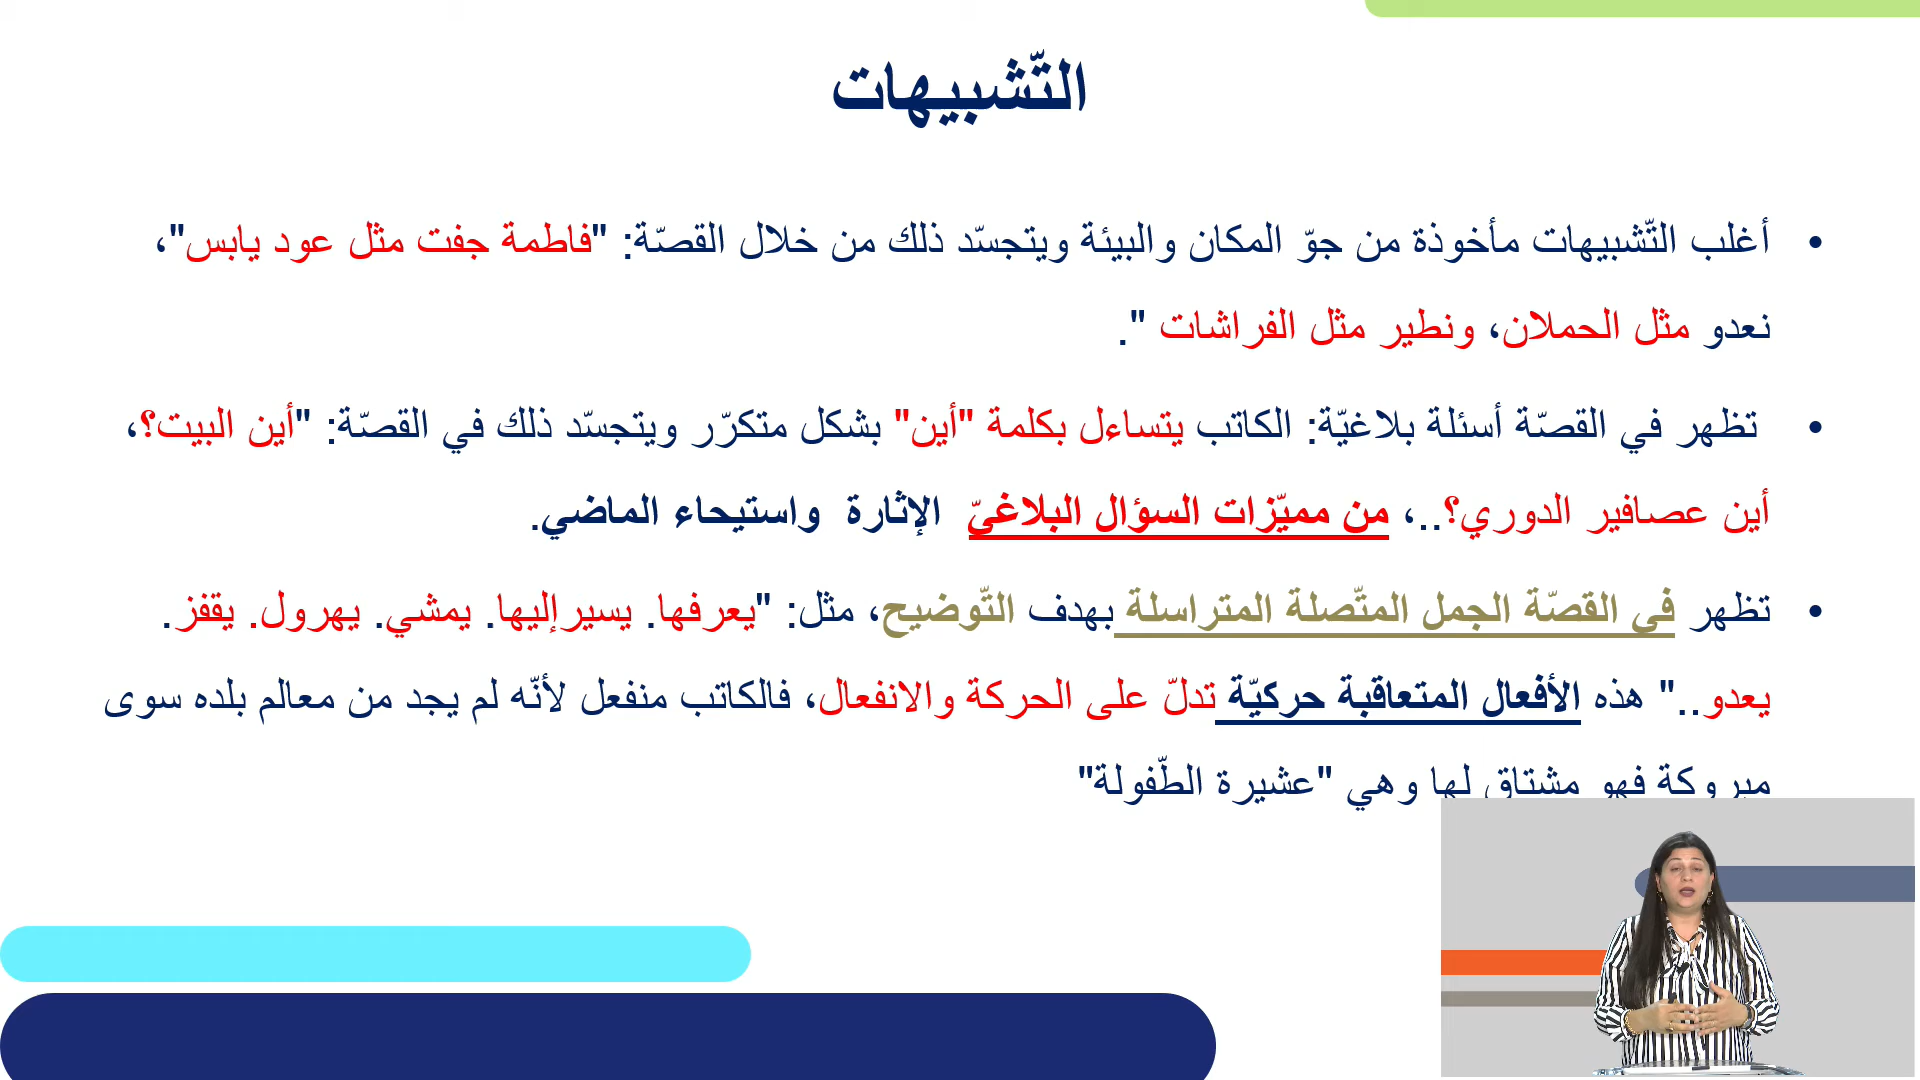 التّشبيهات
• أغلب التّشبيهات مأخوذة من جوّ المكان والبيئة ويتجسّد ذلك من خلال القصّة: "فاطمة جفت مثل عود يابس"،
نعدو مثل الحملان، ونطير مثل الفراشات ".
• تظهر في القصّة أسئلة بلاغيّة: الكاتب يتساءل بكلمة "أين" بشكل متكرّر ويتجسّد ذلك في القصّة: "أين البيت؟،
أين عصافير الدوري؟..، من مميّزات السؤال البلاغيّ الإثارة واستيحاء الماضي.
• تظهر في القصّة الجمل المتّصلة المتراسلة بهدف التّوضيح، مثل: "يعرفها. يسيرإليها. يمشي. يهرول. يقفز.
يعدو.." هذه الأفعال المتعاقبة حركيّة تدلّ على الحركة والانفعال، فالكاتب منفعل لأنّه لم يجد من معالم بلده سوى
مبروكة فهو مشتاق لها وهي "عشيرة الطّفولة"